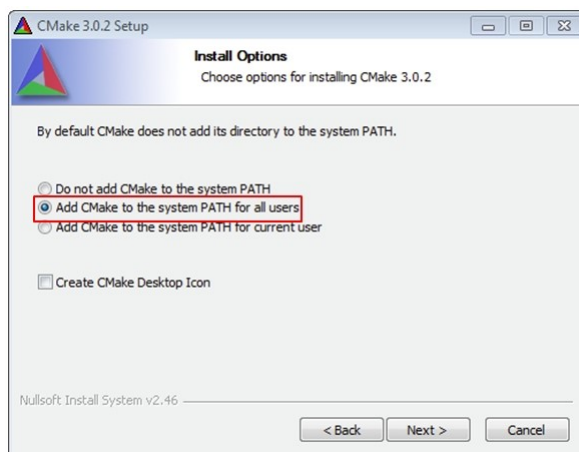 CMake 3.0.2 Setup
Install Options
Choose options for installing CMake 3.0.2
By default CMake does not add its directory to the system PATH.
Do not add CMake to the system PATH
Add CMake to the system PATH for all users
Add CMake to the system PATH for current user
Create CMake Desktop Icon
Nullsoft Install System v2.46
< Back Next > Cancel